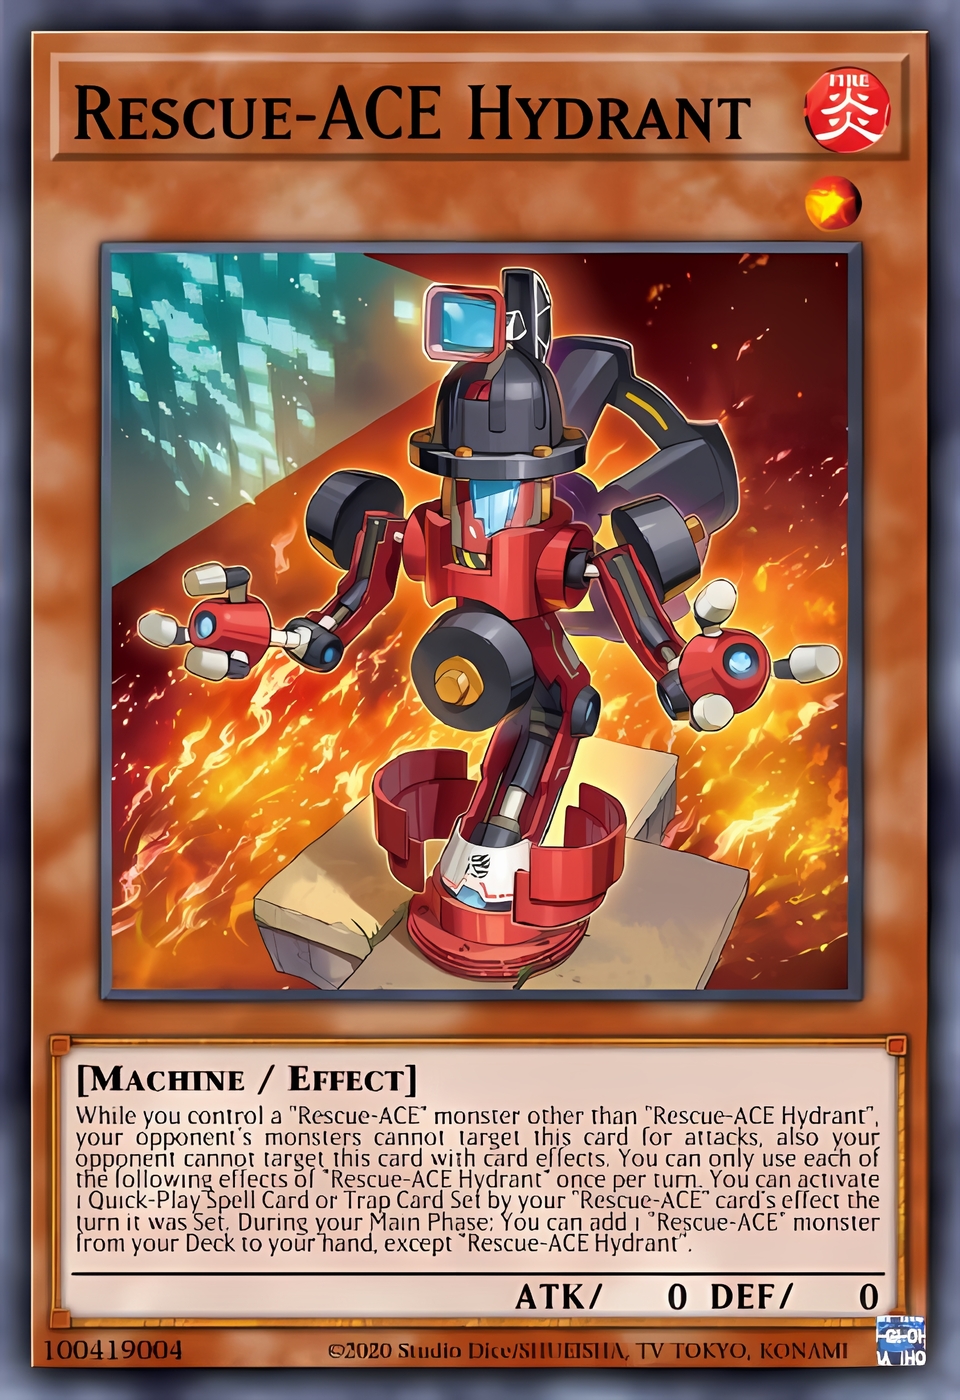 Rescue-ACE Hydrant
炎
[Machine / Effect]
While you control a "Rescue-ACE" monster other than "Rescue-ACE Hydrant",
your opponent's monsters cannot target this card for attacks, also your
opponent cannot target this card with card effects. You can only use each of
the following effects of "Rescue-ACE Hydrant" once per turn. You can activate
1 Quick-Play Spell Card or Trap Card Set by your "Rescue-ACE" card's effect the
turn it was Set. During your Main Phase: You can add 1 "Rescue-ACE" monster
from your Deck to your hand, except "Rescue-ACE Hydrant".
ATK/ 0 DEF/ 0
100419004 ©2020 Studio Dice/SHUEISHA, TV TOKYO, KONAMI